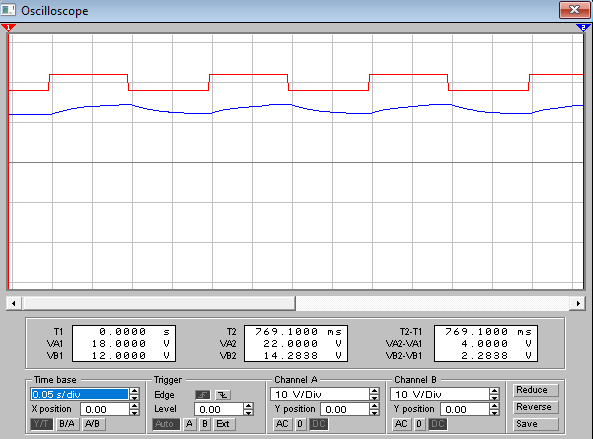 Oscilloscope
1 2
T1 0.0000 s T2 769.1000 ms T2-T1 769.1000 ms
VA1 18.0000 V VA2 22.0000 V VA2-VA1 4.0000 V
VB1 12.0000 V VB2 14.2838 V VB2-VB1 2.2838 V
Time base Trigger Channel A Channel B
0.05 s/div Edge 10 V/Div 10 V/Div Reduce
X position 0.00 Level 0.00 Y position 0.00 Y position 0.00 Reverse
Y/T B/A A/B Auto A B Ext AC 0 DC AC 0 DC Save